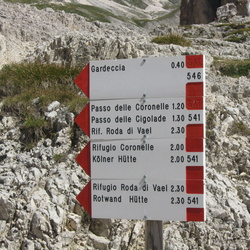 Gardeccia 0.40
546
Passo delle Coronelle 1.20
Passo delle Cigolade 1.30 541
Rif. Roda di Vael 2.30
Rifugio Coronelle 2.00
Kölner Hütte 2.00 541
Rifugio Roda di Vael 2.30
Rotwand Hütte 2.30 541